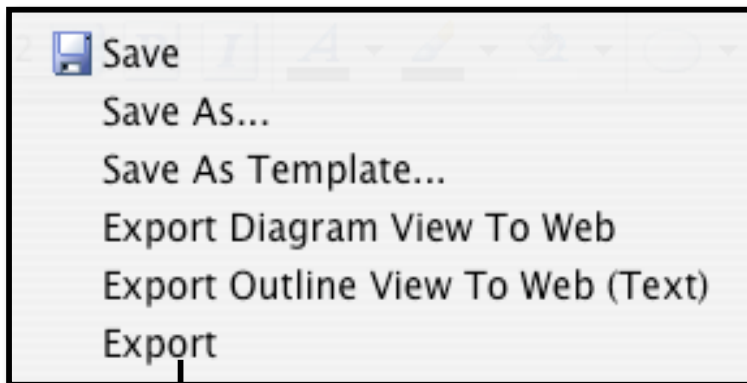 Save
Save As...
Save As Template...
Export Diagram View To Web
Export Outline View To Web (Text)
Export